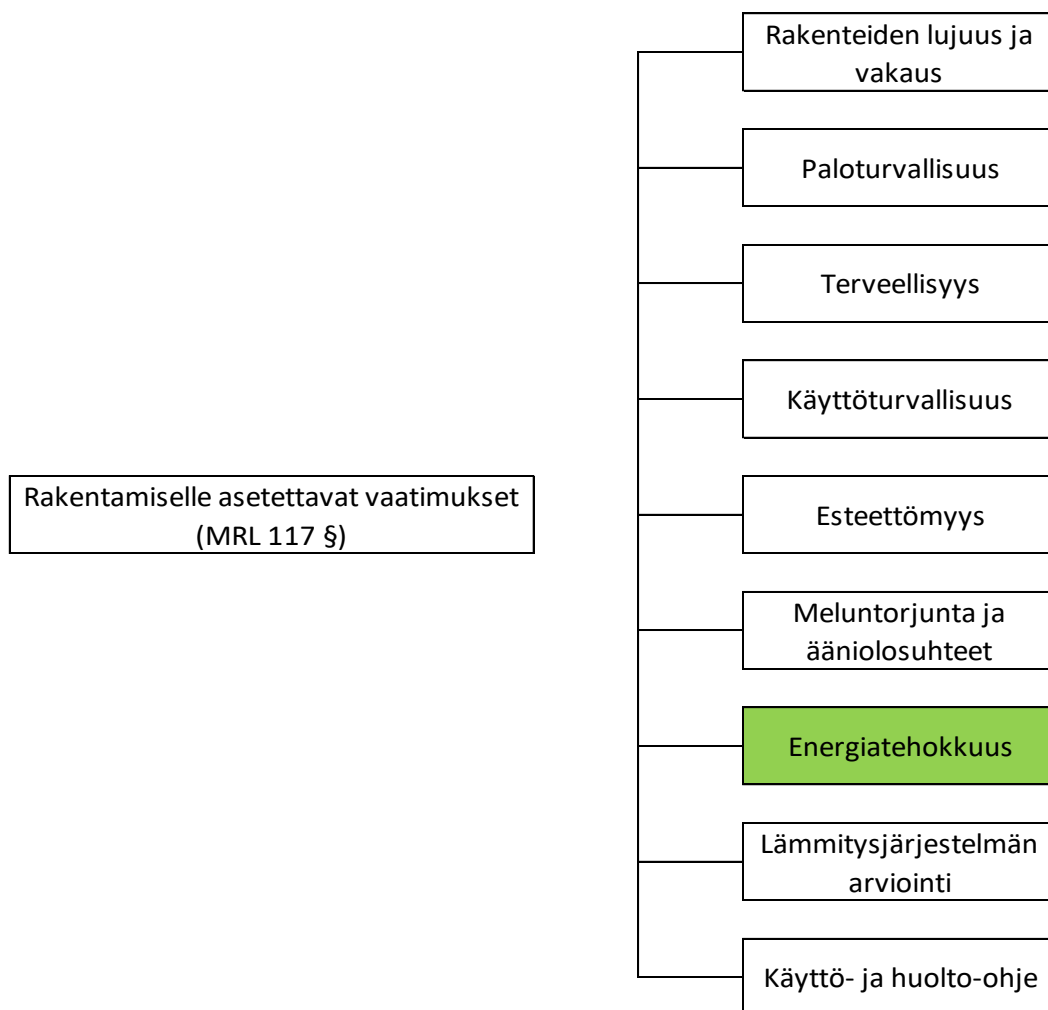 Rakentamiselle asetettavat vaatimukset
(MRL 117 §)
Rakenteiden lujuus ja
vakaus
Paloturvallisuus
Terveellisyys
Käyttöturvallisuus
Esteettömyys
Meluntorjunta ja
ääniolosuhteet
Energiatehokkuus
Lämmitysjärjestelmän
arviointi
Käyttö- ja huolto-ohje